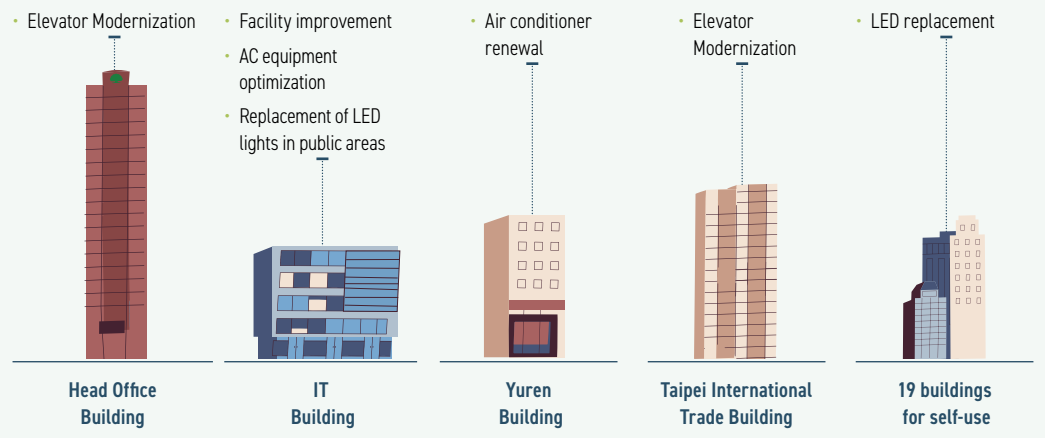 • Elevator Modernization
• Facility improvement
• AC equipment
optimization
• Replacement of LED
lights in public areas
• Air conditioner
renewal
• Elevator
Modernization
• LED replacement
Head Office
Building
IT
Building
Yuren
Building
Taipei International
Trade Building
19 buildings
for self-use